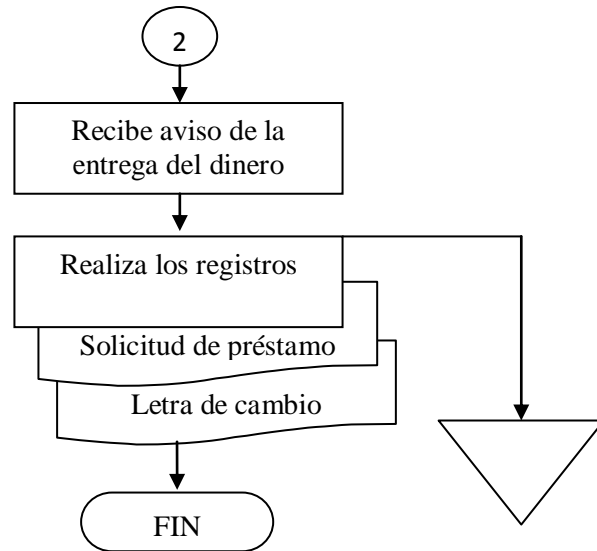 2
Recibe aviso de la
entrega del dinero
Realiza los registros
Solicitud de préstamo
Letra de cambio
FIN